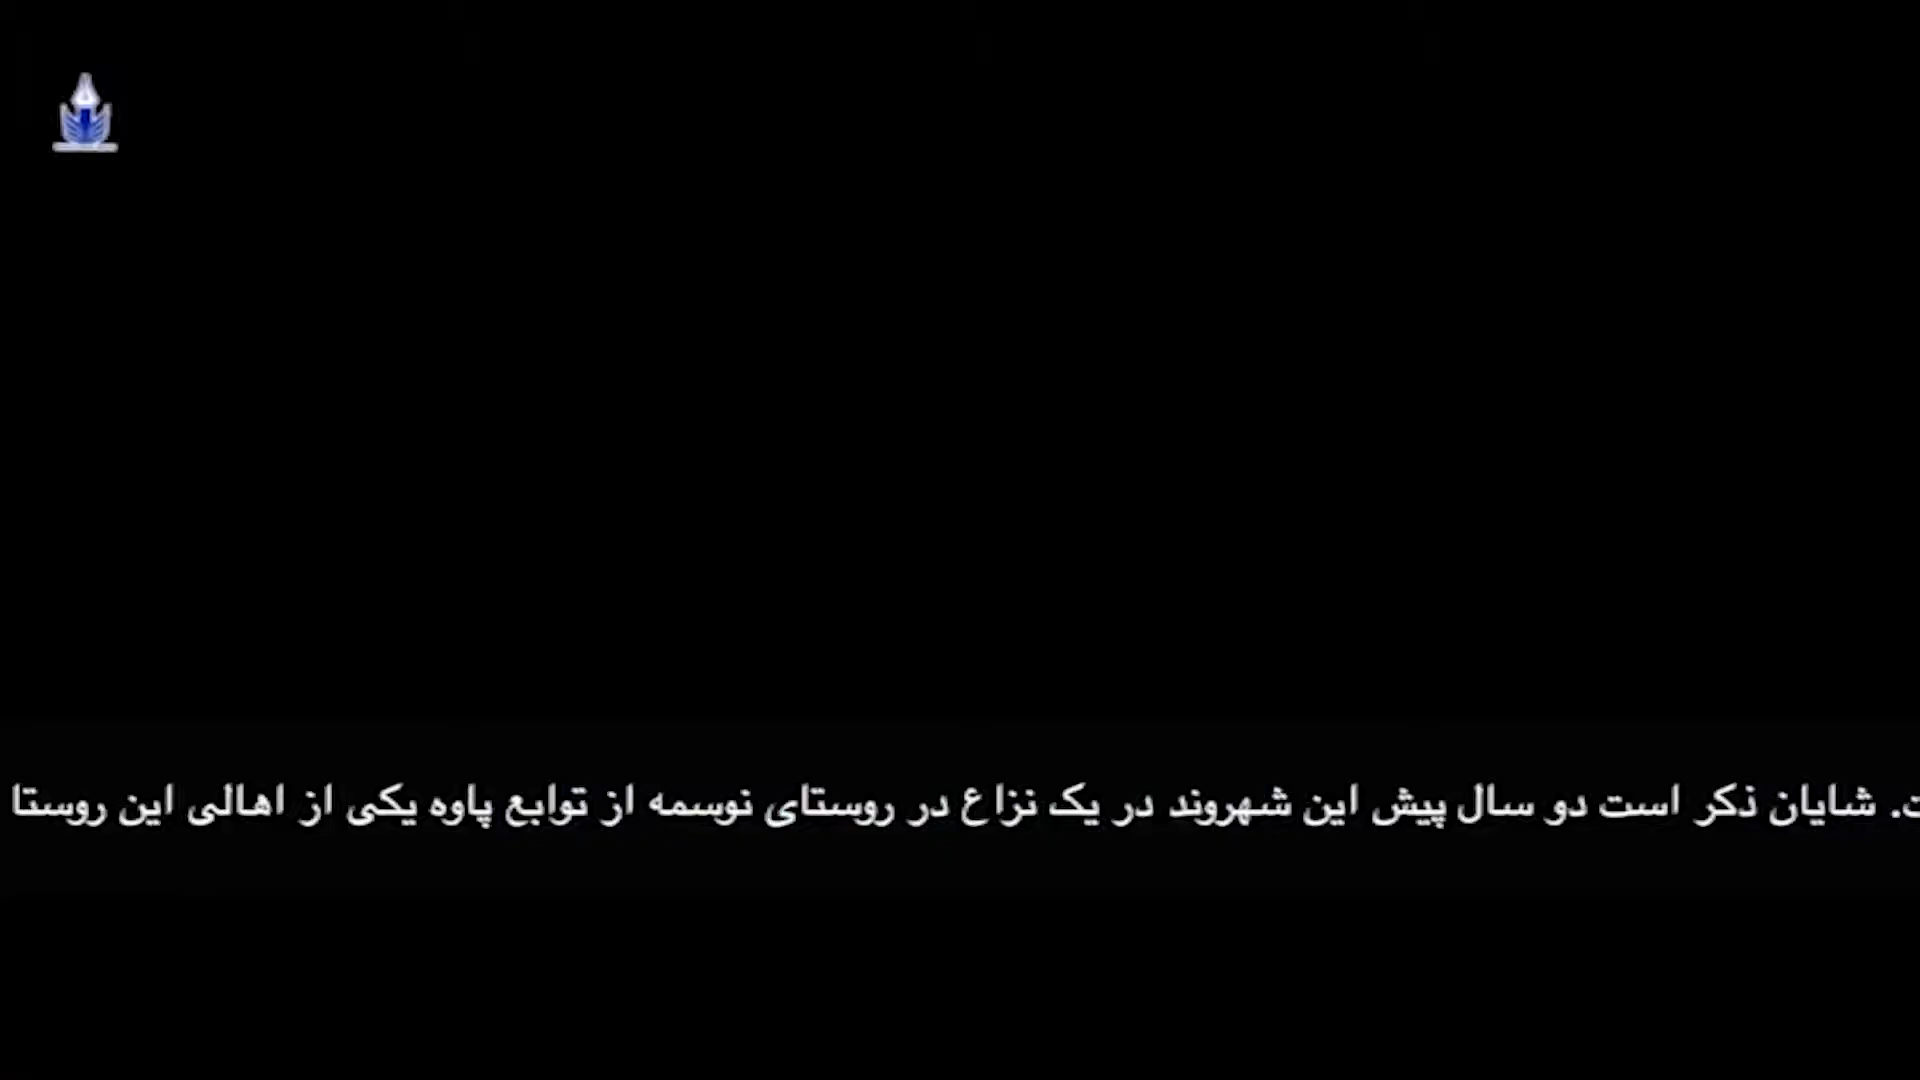 ت. شایان ذکر است دو سال پیش این شهروند در یک نزاع در روستای نوسمه از توابع پاوه یکی از اهالی این روستا